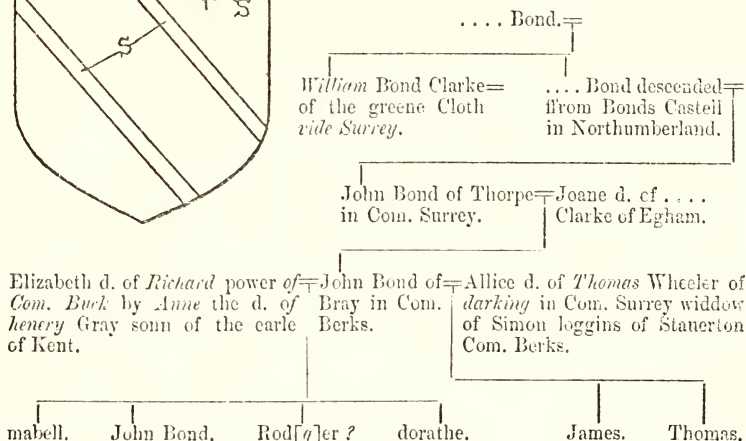 S
S
.... Bond.
William Bond Clarke
of the greene Cloth
vide Surrey.
.... Bond descended
ffrom Bonds Castell
in Northumberland.
John Bond of Thorpe
in Com. Surrey.
Joane d. of ....
Clarke of Egham.
Elizabeth d. of Richard power of
Com. Buck by Anne the d. of
henery Gray sonn of the earle
of Kent.
John Bond of
Bray in Com.
Berks.
Allice d. of Thomas Wheeler of
darking in Com. Surrey widdow
of Simon loggins of Stanerton
Com. Berks.
mabell.
John Bond.
Rod[g]er ?
dorathe.
James.
Thomas.